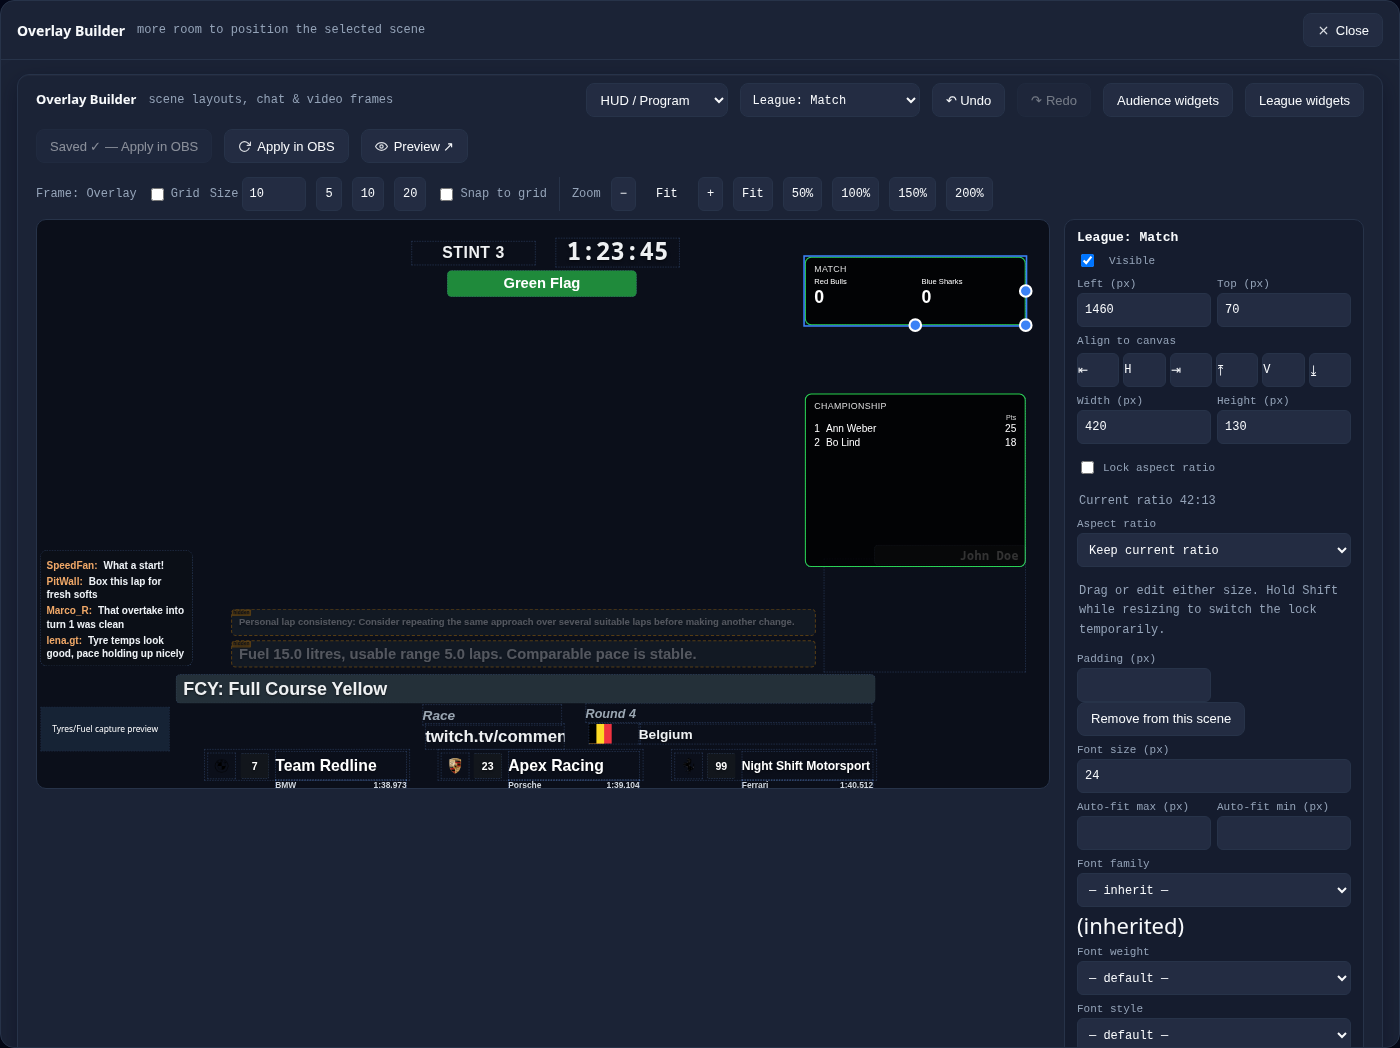 Overlay Builder more room to position the selected scene
× Close
Overlay Builder scene layouts, chat & video frames
HUD / Program
League: Match
↶ Undo
↷ Redo
Audience widgets
League widgets
Saved ✓ — Apply in OBS
Apply in OBS
Preview ↗
Frame: Overlay
Grid Size 10
5
10
20
Snap to grid
Zoom
−
Fit
+
Fit
50%
100%
150%
200%
STINT 3
1:23:45
Green Flag
MATCH
Red Bulls Blue Sharks
0 0
CHAMPIONSHIP
Pts
1 Ann Weber 25
2 Bo Lind 18
John Doe
SpeedFan: What a start!
PitWall: Box this lap for
fresh softs
Marco_R: That overtake into
turn 1 was clean
lena.gt: Tyre temps look
good, pace holding up nicely
Personal lap consistency: Consider repeating the same approach over several suitable laps before making another change.
Fuel 15.0 litres, usable range 5.0 laps. Comparable pace is stable.
FCY: Full Course Yellow
Tyres/Fuel capture preview
Race
twitch.tv/commen
Round 4
Belgium
7 Team Redline
BMW 1:38.973
23 Apex Racing
Porsche 1:39.104
99 Night Shift Motorsport
Ferrari 1:40.512
League: Match
Visible
Left (px) Top (px)
1460 70
Align to canvas
⇤ H ⇥ ⤒ V ⤓
Width (px) Height (px)
420 130
Lock aspect ratio
Current ratio 42:13
Aspect ratio
Keep current ratio
Drag or edit either size. Hold Shift
while resizing to switch the lock
temporarily.
Padding (px)
Remove from this scene
Font size (px)
24
Auto-fit max (px) Auto-fit min (px)
Font family
— inherit —
(inherited)
Font weight
— default —
Font style
— default —